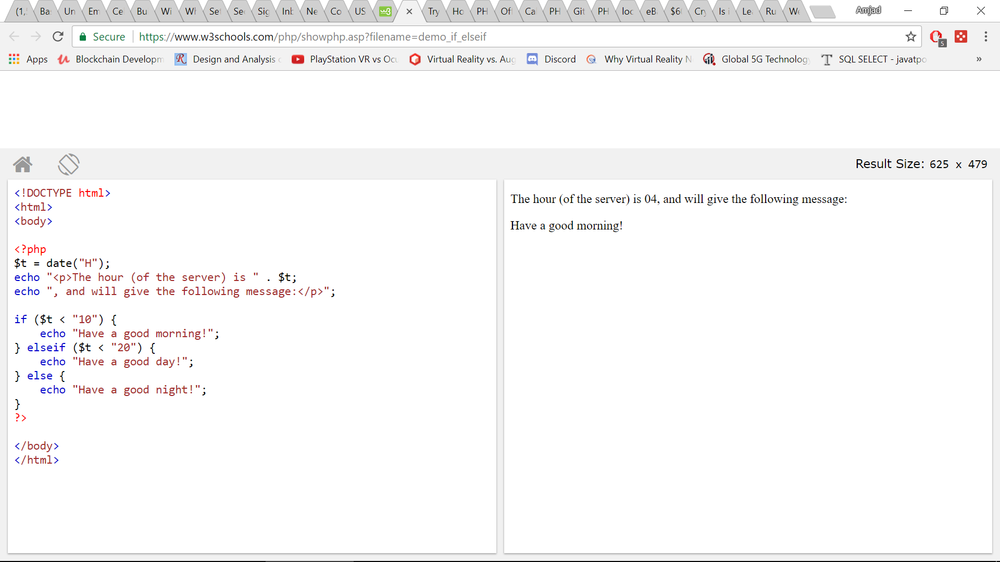 (1, Ba Un Em Ce Bu Wi Wh Se Se Sig Inb Ne Co US w3 Try Ho PH Of Ca PH Git PH loc eB $6 Cry Is i Le Ru We Amjad
Secure https://www.w3schools.com/php/showphp.asp?filename=demo_if_elseif 5
Apps Blockchain Developm Design and Analysis PlayStation VR vs Ocu Virtual Reality vs. Aug Discord Why Virtual Reality N Global 5G Technology SQL SELECT - javatpo »
Result Size: 625 x 479
<!DOCTYPE html>
<html>
<body>
<?php
$t = date("H");
echo "<p>The hour (of the server) is " . $t;
echo ", and will give the following message:</p>";
if ($t < "10") {
    echo "Have a good morning!";
} elseif ($t < "20") {
    echo "Have a good day!";
} else {
    echo "Have a good night!";
}
?>
</body>
</html>
The hour (of the server) is 04, and will give the following message:
Have a good morning!